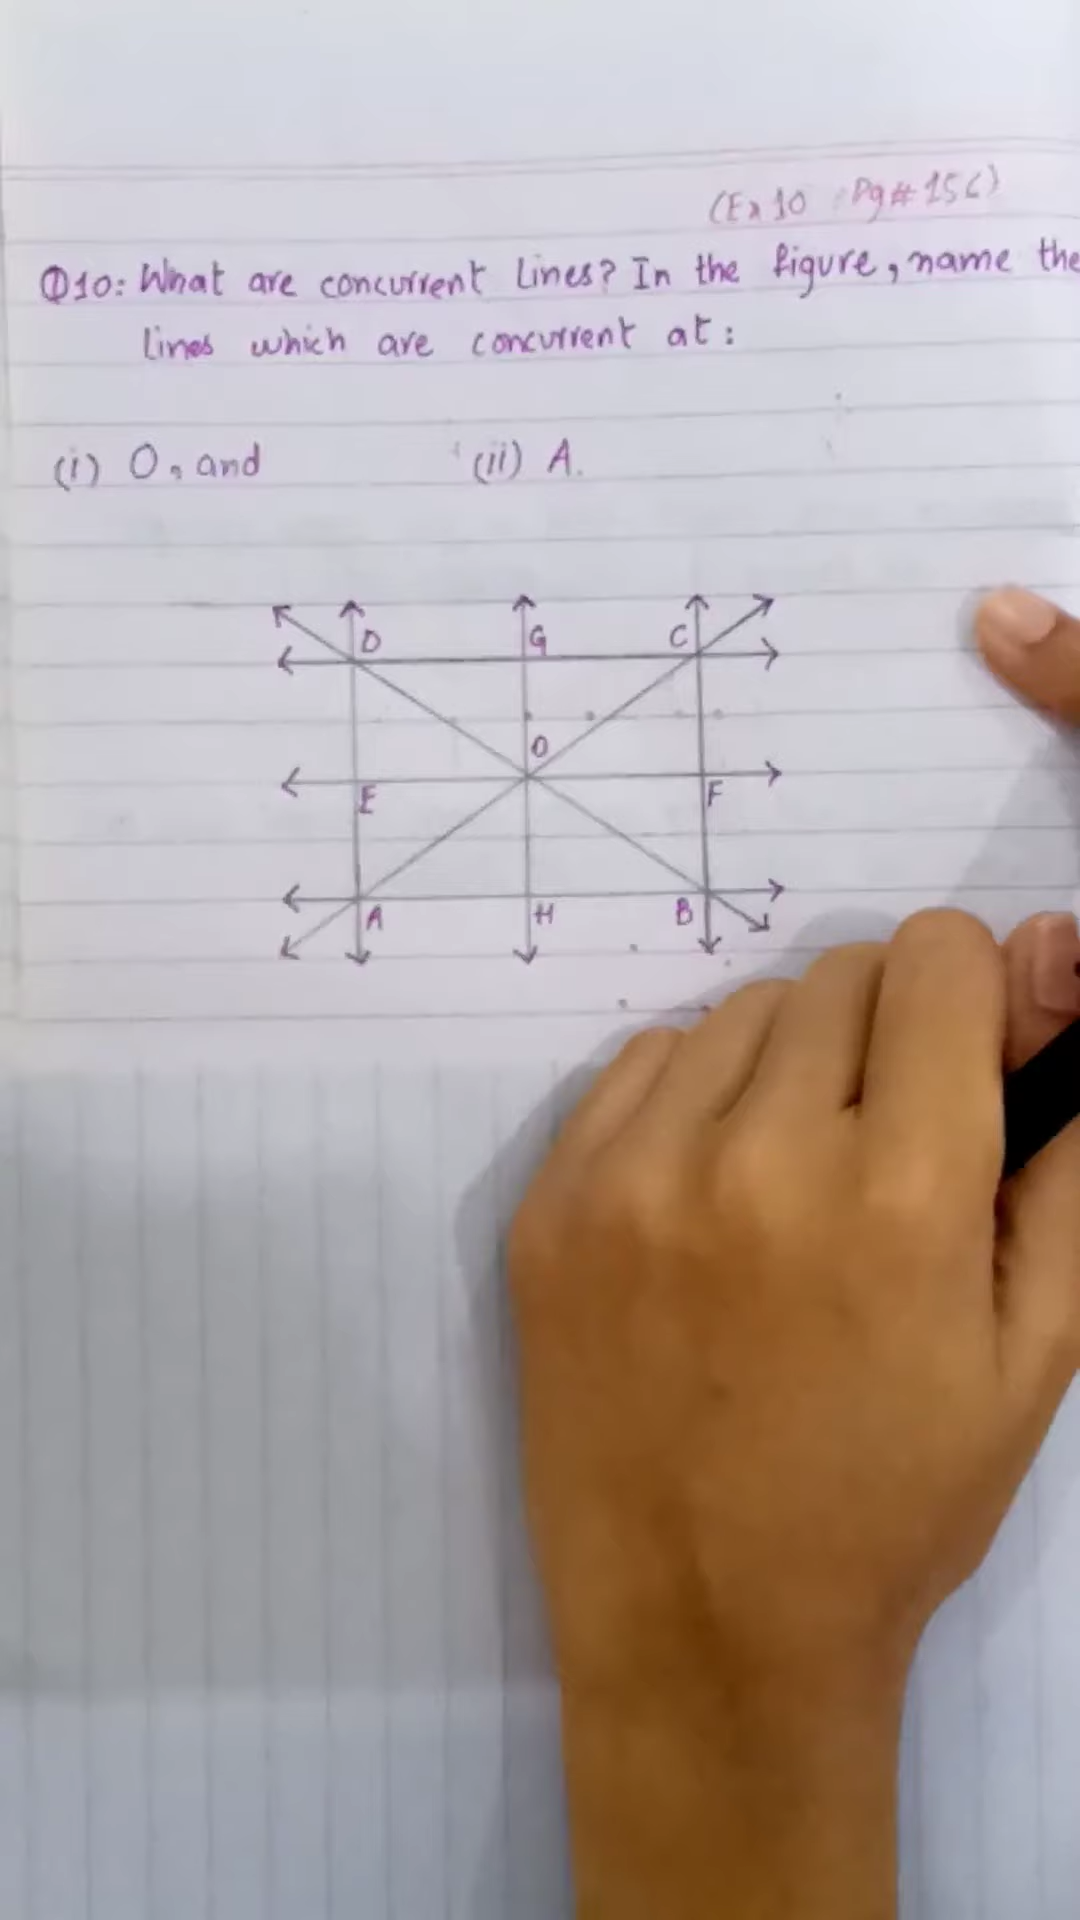 (Ex 10 Pg# 156)
Q10: What are concurrent Lines? In the figure, name the
lines which are concurrent at:
(i) O, and (ii) A.
D G C
O
E F
A H B